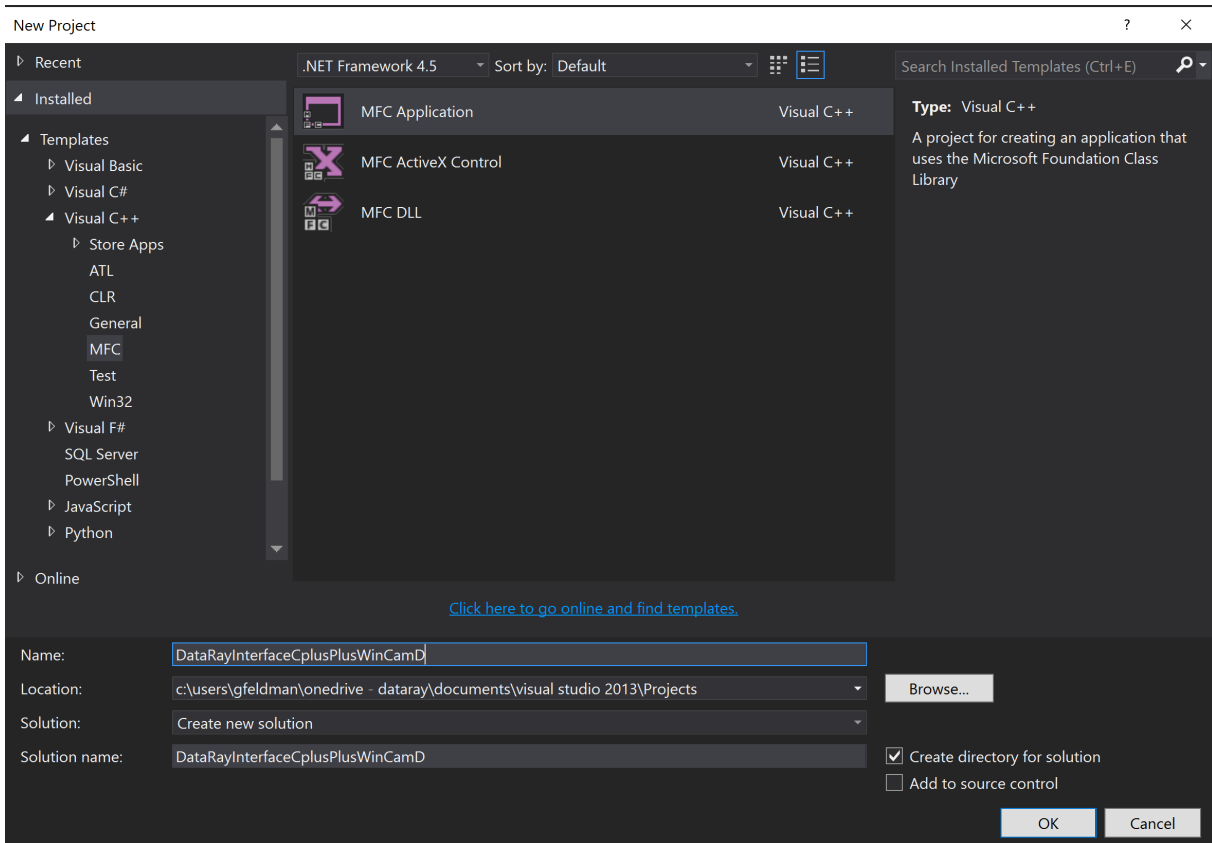 New Project
?
Recent
.NET Framework 4.5
Sort by:
Default
Search Installed Templates (Ctrl+E)
Installed
Templates
Visual Basic
Visual C#
Visual C++
Store Apps
ATL
CLR
General
MFC
Test
Win32
Visual F#
SQL Server
PowerShell
JavaScript
Python
Online
MFC Application Visual C++
MFC ActiveX Control Visual C++
MFC DLL Visual C++
Type: Visual C++
A project for creating an application that
uses the Microsoft Foundation Class
Library
Click here to go online and find templates.
Name: DataRayInterfaceCplusPlusWinCamD
Location: c:\users\gfeldman\onedrive - dataray\documents\visual studio 2013\Projects
Browse...
Solution: Create new solution
Solution name: DataRayInterfaceCplusPlusWinCamD
Create directory for solution
Add to source control
OK
Cancel